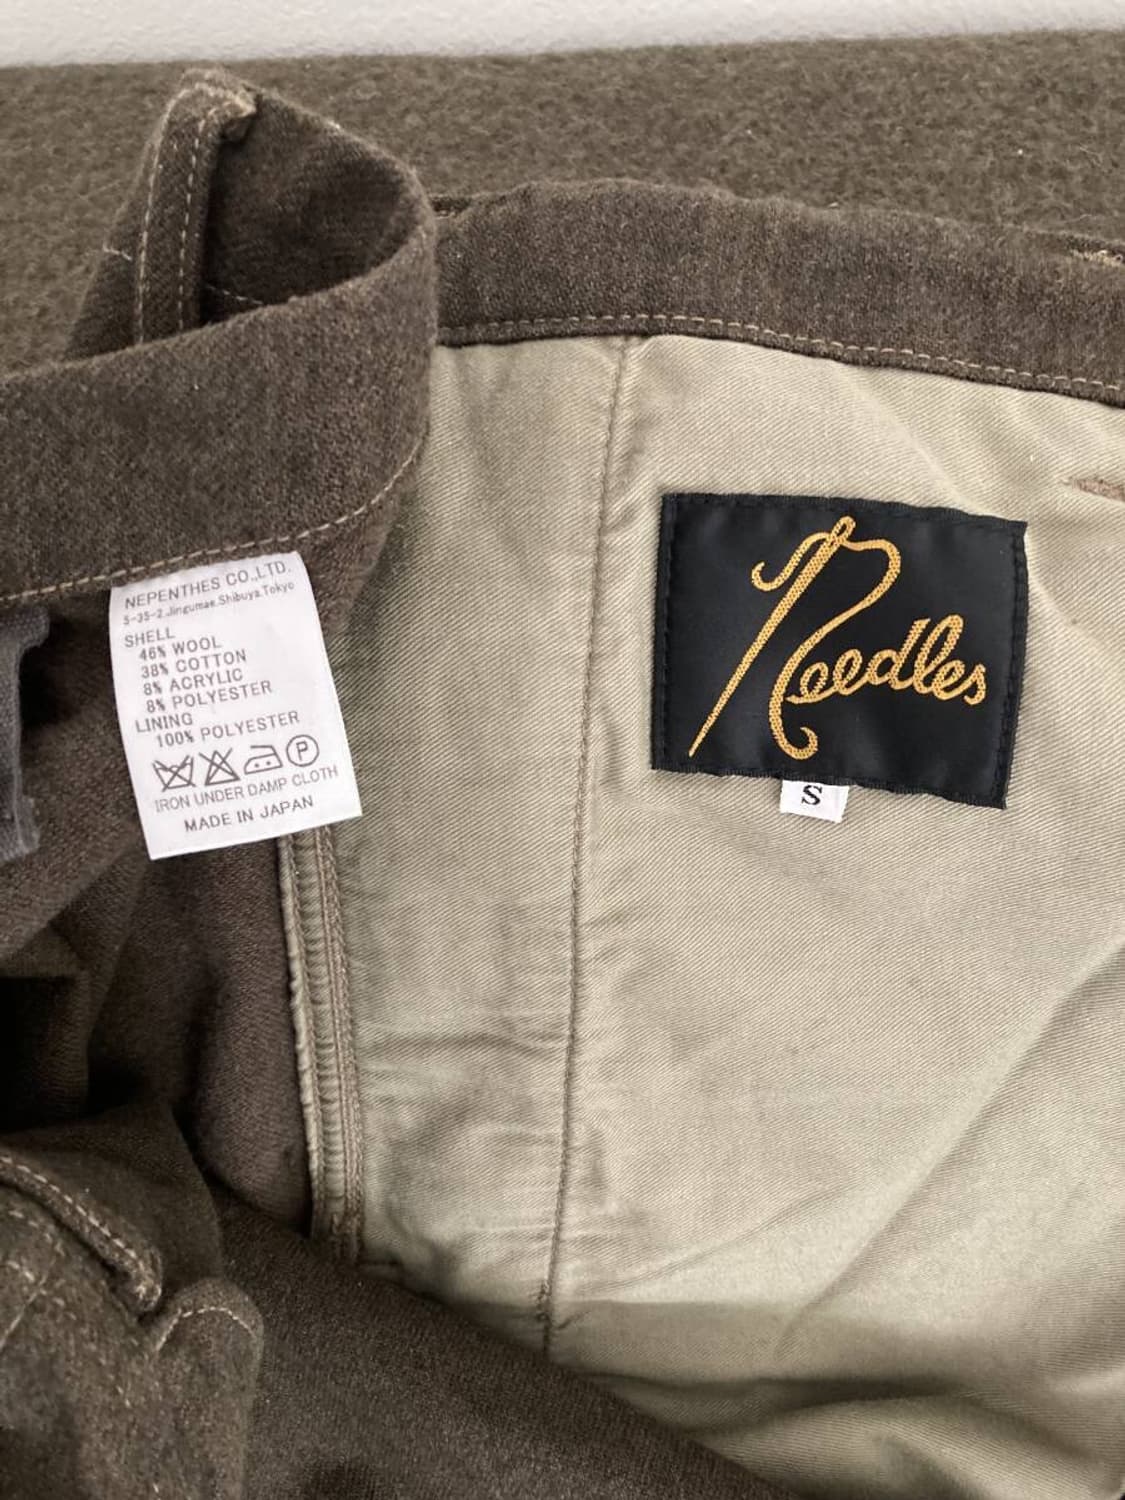 NEPENTHES CO.,LTD.
5-35-2,Jingumae,Shibuya,Tokyo
SHELL
46% WOOL
38% COTTON
8% ACRYLIC
8% POLYESTER
LINING
100% POLYESTER
P
IRON UNDER DAMP CLOTH
MADE IN JAPAN
Needles
S